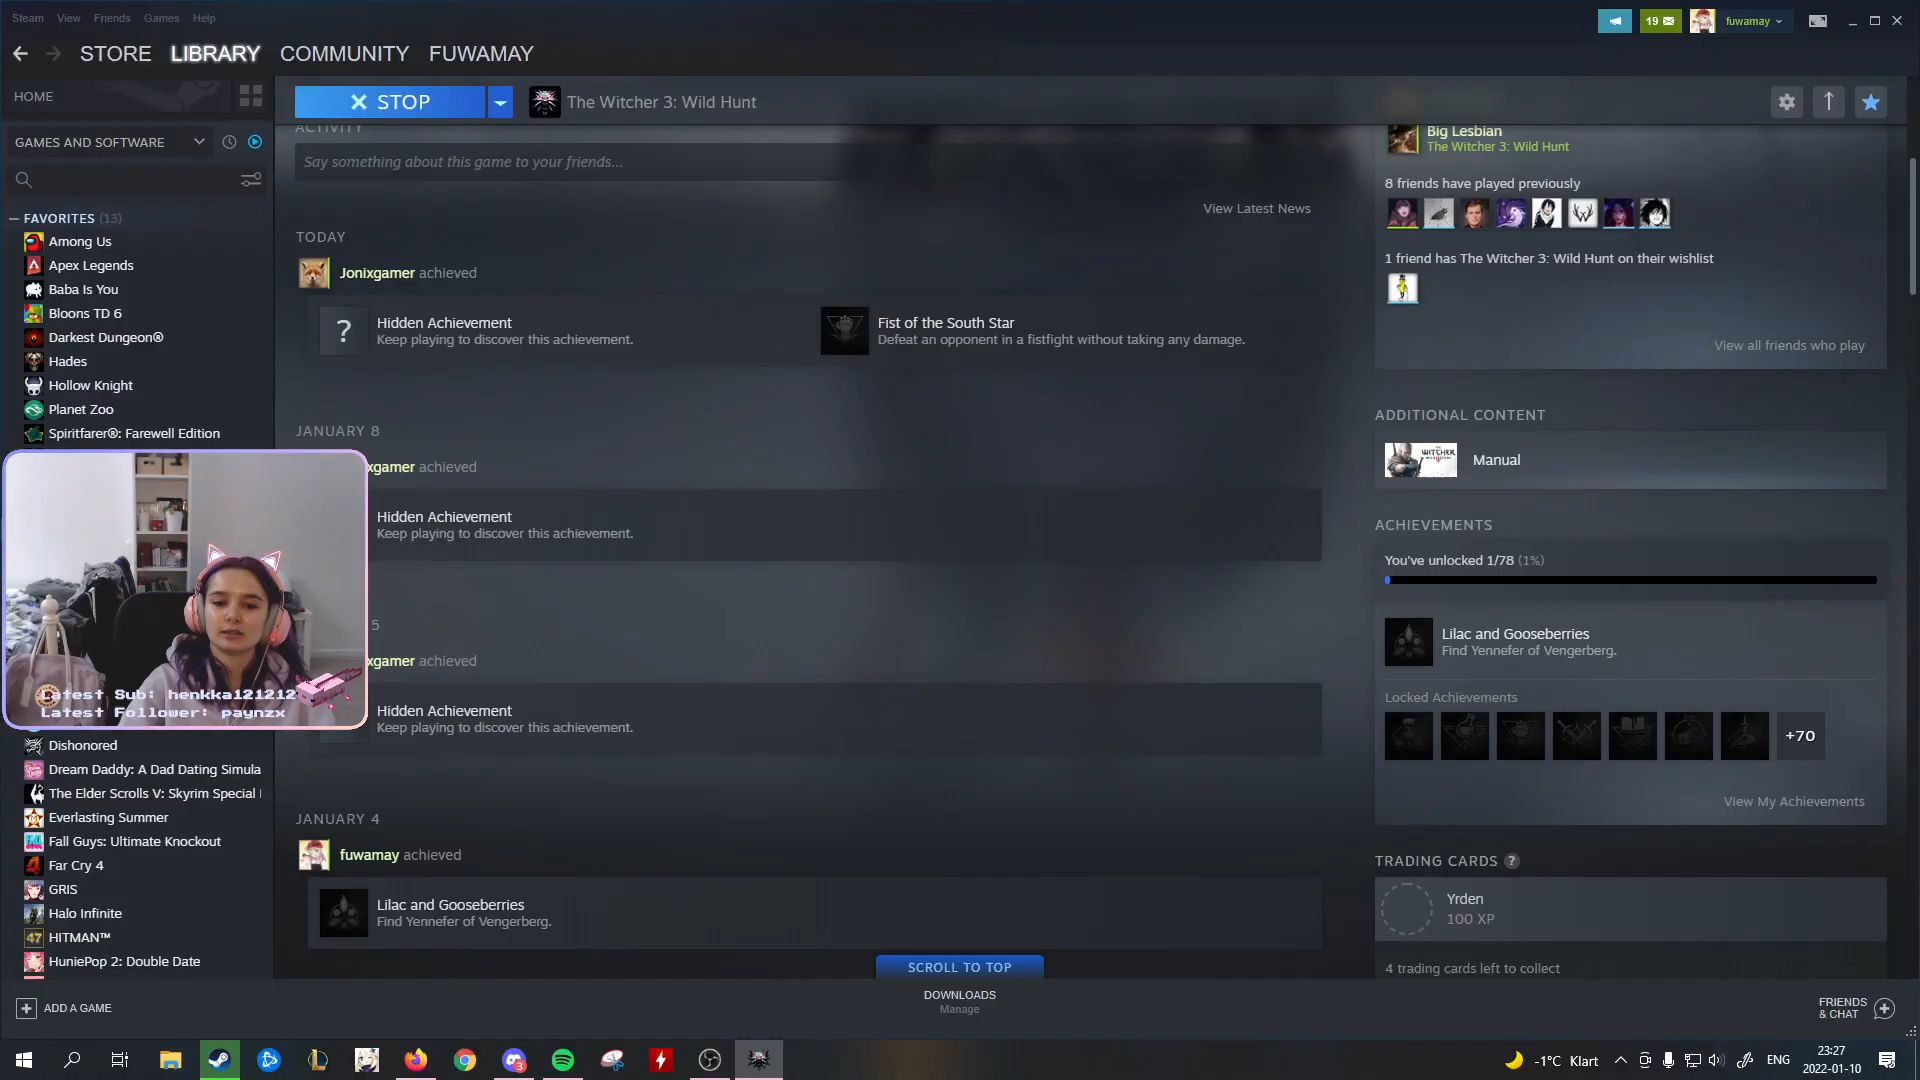 Steam View Friends Games Help
19
fuwamay
STORE LIBRARY COMMUNITY FUWAMAY
HOME
STOP
The Witcher 3: Wild Hunt
GAMES AND SOFTWARE
FAVORITES (13)
Among Us
Apex Legends
Baba Is You
Bloons TD 6
Darkest Dungeon®
Hades
Hollow Knight
Planet Zoo
Spiritfarer®: Farewell Edition
Latest Sub: henkka121212
Latest Follower: paynzx
Dishonored
Dream Daddy: A Dad Dating Simula
The Elder Scrolls V: Skyrim Special
Everlasting Summer
Fall Guys: Ultimate Knockout
Far Cry 4
GRIS
Halo Infinite
HITMAN™
HuniePop 2: Double Date
ADD A GAME
ACTIVITY
Say something about this game to your friends...
View Latest News
TODAY
Jonixgamer achieved
Hidden Achievement
Keep playing to discover this achievement.
Fist of the South Star
Defeat an opponent in a fistfight without taking any damage.
JANUARY 8
xgamer achieved
Hidden Achievement
Keep playing to discover this achievement.
5
xgamer achieved
Hidden Achievement
Keep playing to discover this achievement.
JANUARY 4
fuwamay achieved
Lilac and Gooseberries
Find Yennefer of Vengerberg.
SCROLL TO TOP
DOWNLOADS
Manage
Big Lesbian
The Witcher 3: Wild Hunt
8 friends have played previously
1 friend has The Witcher 3: Wild Hunt on their wishlist
View all friends who play
ADDITIONAL CONTENT
Manual
ACHIEVEMENTS
You've unlocked 1/78 (1%)
Lilac and Gooseberries
Find Yennefer of Vengerberg.
Locked Achievements
+70
View My Achievements
TRADING CARDS ?
Yrden
100 XP
4 trading cards left to collect
FRIENDS
& CHAT
-1°C Klart
ENG
23:27
2022-01-10